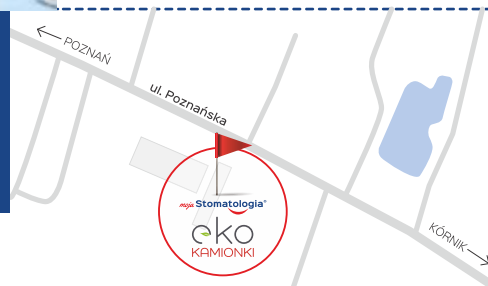 ← POZNAŃ
ul. Poznańska
moja Stomatologia®
eko
KAMIONKI
KÓRNIK →